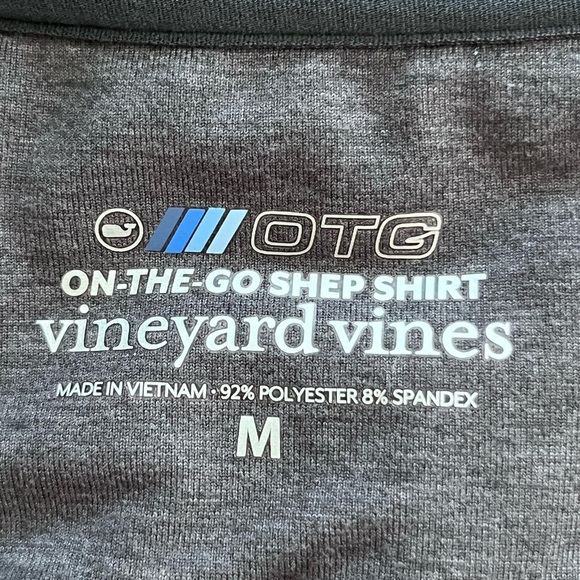 OTG
ON-THE-GO SHEP SHIRT
vineyard vines
MADE IN VIETNAM · 92% POLYESTER 8% SPANDEX
M